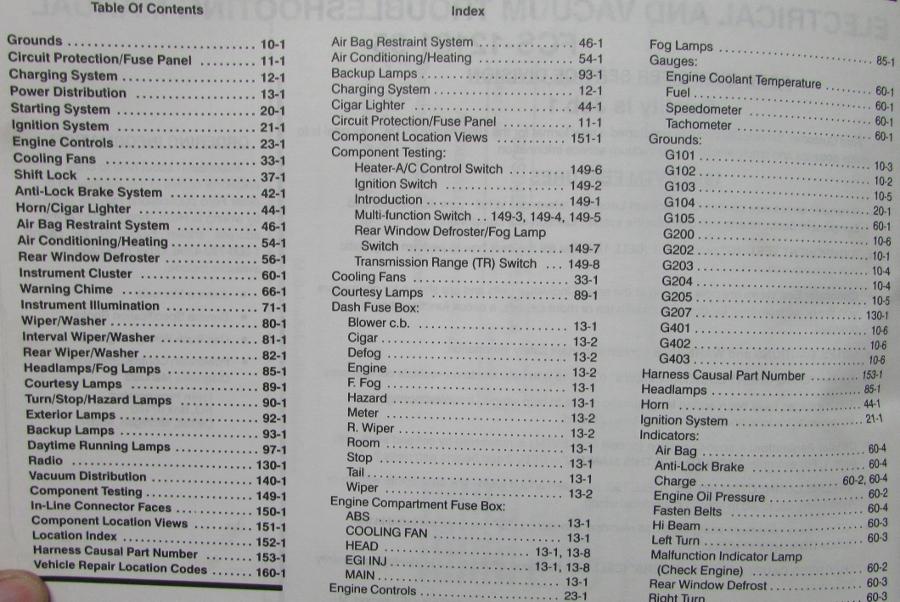 Table Of Contents
Grounds 10-1
Circuit Protection/Fuse Panel 11-1
Charging System 12-1
Power Distribution 13-1
Starting System 20-1
Ignition System 21-1
Engine Controls 23-1
Cooling Fans 33-1
Shift Lock 37-1
Anti-Lock Brake System 42-1
Horn/Cigar Lighter 44-1
Air Bag Restraint System 46-1
Air Conditioning/Heating 54-1
Rear Window Defroster 56-1
Instrument Cluster 60-1
Warning Chime 66-1
Instrument Illumination 71-1
Wiper/Washer 80-1
Interval Wiper/Washer 81-1
Rear Wiper/Washer 82-1
Headlamps/Fog Lamps 85-1
Courtesy Lamps 89-1
Turn/Stop/Hazard Lamps 90-1
Exterior Lamps 92-1
Backup Lamps 93-1
Daytime Running Lamps 97-1
Radio 130-1
Vacuum Distribution 140-1
Component Testing 149-1
In-Line Connector Faces 150-1
Component Location Views 151-1
Location Index 152-1
Harness Causal Part Number 153-1
Vehicle Repair Location Codes 160-1
Index
Air Bag Restraint System 46-1
Air Conditioning/Heating 54-1
Backup Lamps 93-1
Charging System 12-1
Cigar Lighter 44-1
Circuit Protection/Fuse Panel 11-1
Component Location Views 151-1
Component Testing:
Heater-A/C Control Switch 149-6
Ignition Switch 149-2
Introduction 149-1
Multi-function Switch . . 149-3, 149-4, 149-5
Rear Window Defroster/Fog Lamp
Switch 149-7
Transmission Range (TR) Switch 149-8
Cooling Fans 33-1
Courtesy Lamps 89-1
Dash Fuse Box:
Blower c.b. 13-1
Cigar 13-2
Defog 13-2
Engine 13-2
F. Fog 13-1
Hazard 13-1
Meter 13-2
R. Wiper 13-2
Room 13-1
Stop 13-1
Tail 13-1
Wiper 13-2
Engine Compartment Fuse Box:
ABS 13-1
COOLING FAN 13-1
HEAD 13-1, 13-8
EGI INJ 13-1, 13-8
MAIN 13-1
Engine Controls 23-1
Fog Lamps 85-1
Gauges:
Engine Coolant Temperature 60-1
Fuel 60-1
Speedometer 60-1
Tachometer 60-1
Grounds:
G101 10-3
G102 10-2
G103 10-5
G104 20-1
G105 60-1
G200 10-6
G202 10-1
G203 10-4
G204 10-4
G205 10-5
G207 130-1
G401 10-6
G402 10-6
G403 10-6
Harness Causal Part Number 153-1
Headlamps 85-1
Horn 44-1
Ignition System 21-1
Indicators:
Air Bag 60-4
Anti-Lock Brake 60-4
Charge 60-2, 60-4
Engine Oil Pressure 60-2
Fasten Belts 60-4
Hi Beam 60-3
Left Turn 60-3
Malfunction Indicator Lamp
(Check Engine) 60-2
Rear Window Defrost 60-3
Right Turn 60-3